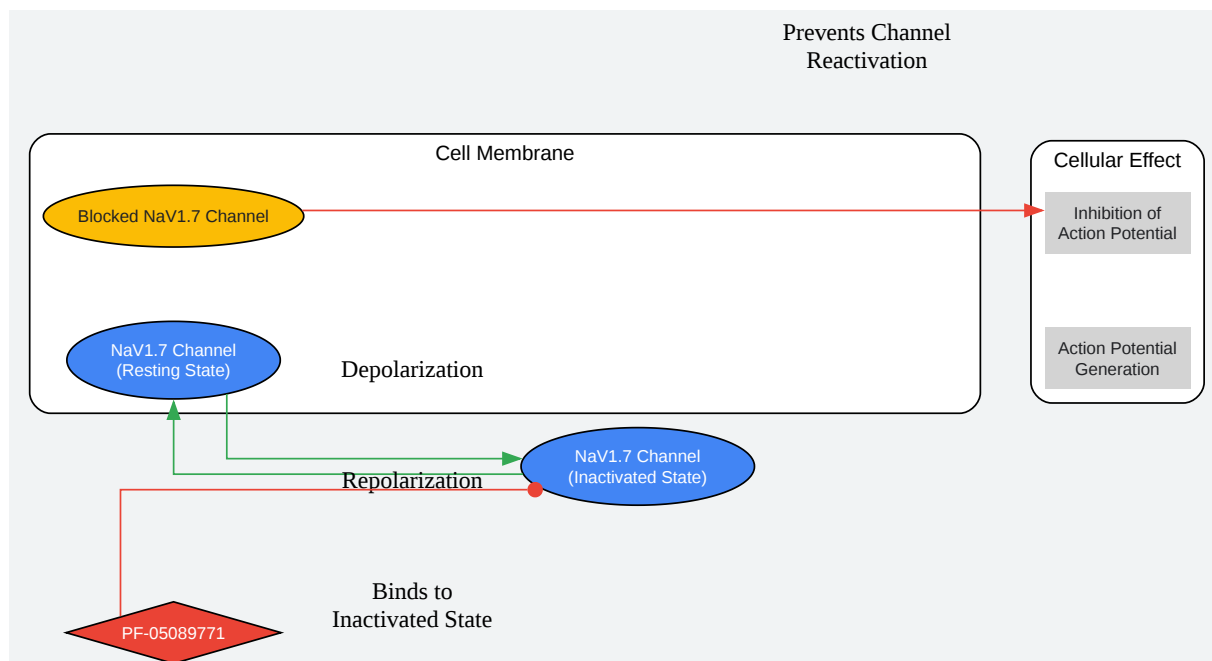 Prevents Channel
Reactivation
Cell Membrane
Cellular Effect
Blocked NaV1.7 Channel
Inhibition of
Action Potential
NaV1.7 Channel
(Resting State)
Depolarization
Action Potential
Generation
NaV1.7 Channel
(Inactivated State)
Repolarization
Binds to
Inactivated State
PF-05089771